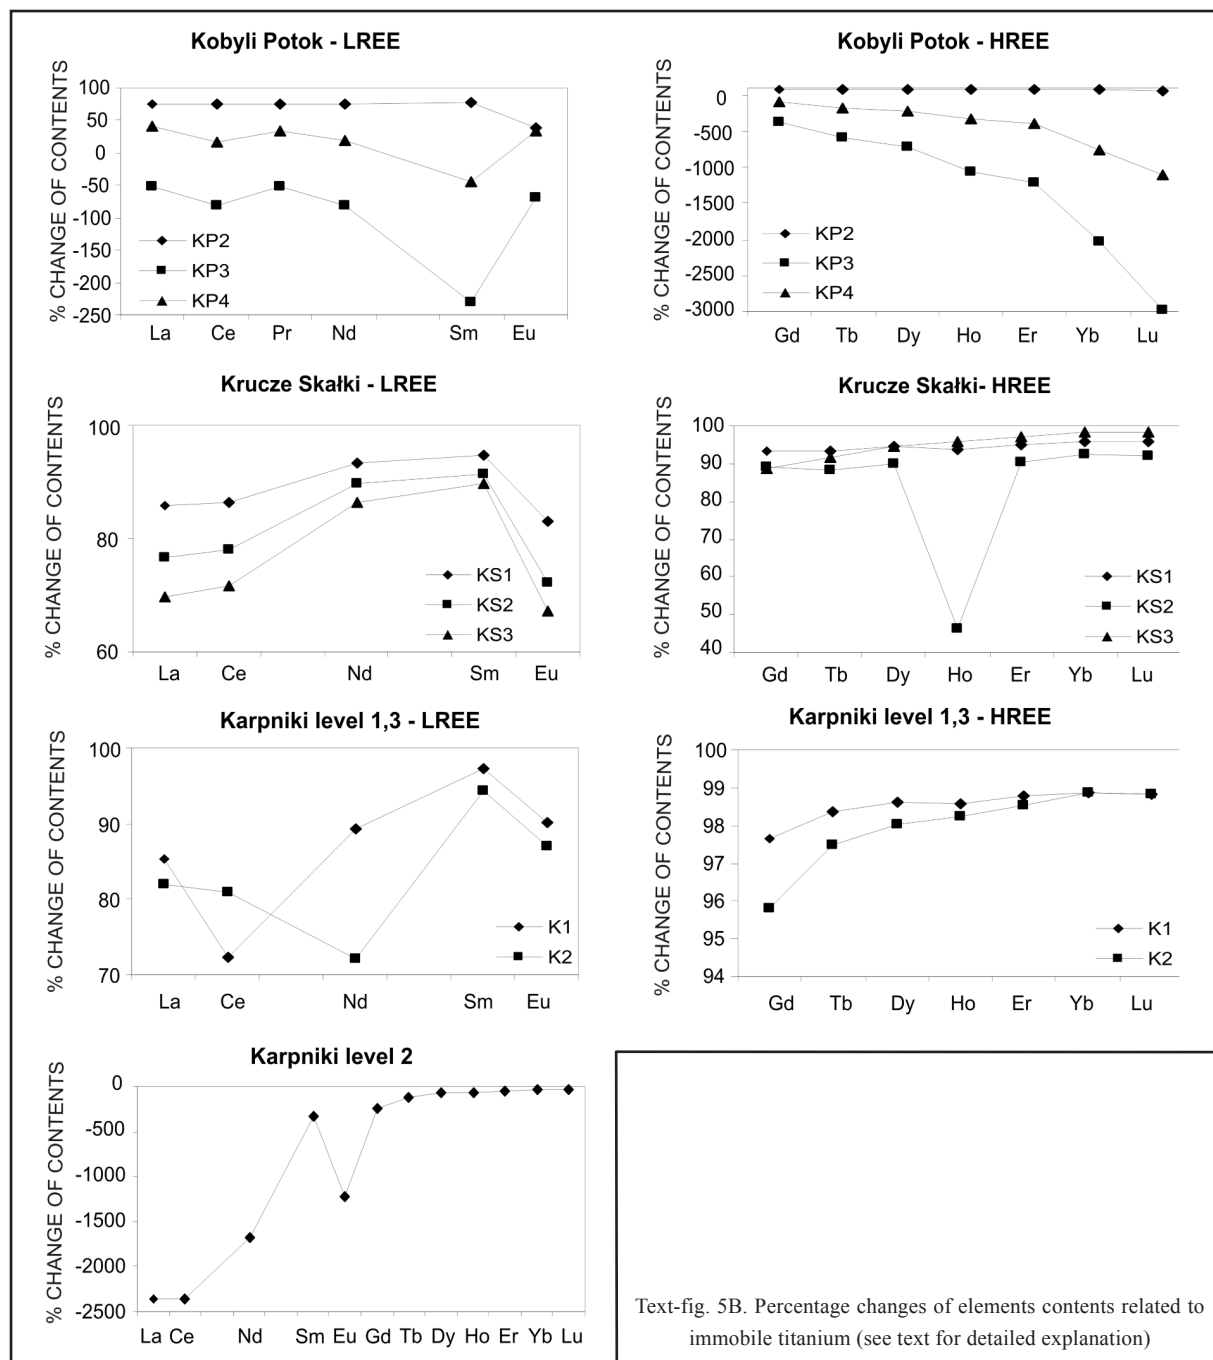 Kobyli Potok - LREE
% CHANGE OF CONTENTS
100
50
0
-50
-100
-150
-200
-250
KP2
KP3
KP4
La Ce Pr Nd Sm Eu
Kobyli Potok - HREE
% CHANGE OF CONTENTS
0
-500
-1000
-1500
-2000
-2500
-3000
KP2
KP3
KP4
Gd Tb Dy Ho Er Yb Lu
Krucze Skałki - LREE
% CHANGE OF CONTENTS
100
80
60
KS1
KS2
KS3
La Ce Nd Sm Eu
Krucze Skałki- HREE
% CHANGE OF CONTENTS
100
90
80
70
60
50
40
KS1
KS2
KS3
Gd Tb Dy Ho Er Yb Lu
Karpniki level 1,3 - LREE
% CHANGE OF CONTENTS
100
90
80
70
K1
K2
La Ce Nd Sm Eu
Karpniki level 1,3 - HREE
% CHANGE OF CONTENTS
100
99
98
97
96
95
94
K1
K2
Gd Tb Dy Ho Er Yb Lu
Karpniki level 2
% CHANGE OF CONTENTS
0
-500
-1000
-1500
-2000
-2500
La Ce Nd Sm Eu Gd Tb Dy Ho Er Yb Lu
Text-fig. 5B. Percentage changes of elements contents related to
immobile titanium (see text for detailed explanation)